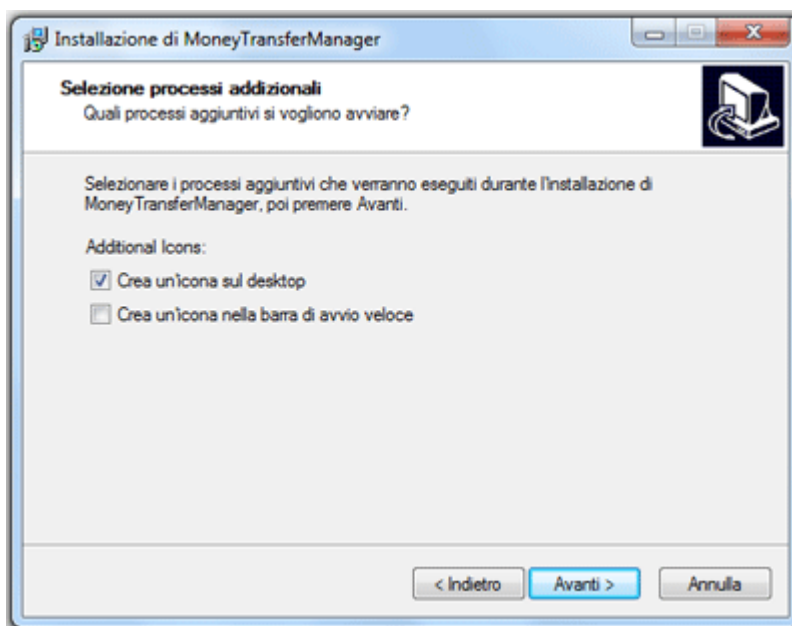 Installazione di MoneyTransferManager
Selezione processi addizionali
Quali processi aggiuntivi si vogliono avviare?
Selezionare i processi aggiuntivi che verranno eseguiti durante l'installazione di
MoneyTransferManager, poi premere Avanti.
Additional Icons:
Crea un'icona sul desktop
Crea un'icona nella barra di avvio veloce
< Indietro
Avanti >
Annulla